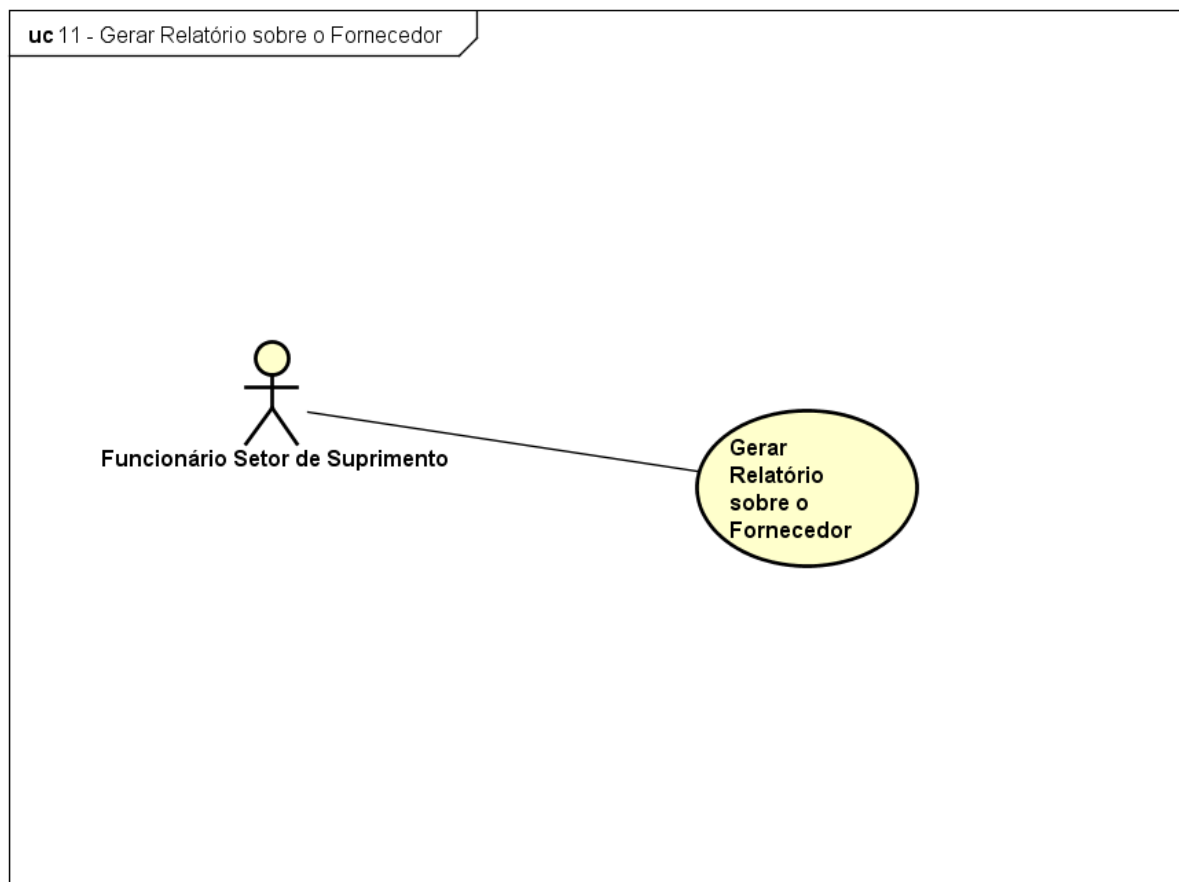 uc 11 - Gerar Relatório sobre o Fornecedor
Funcionário Setor de Suprimento
Gerar
Relatório
sobre o
Fornecedor